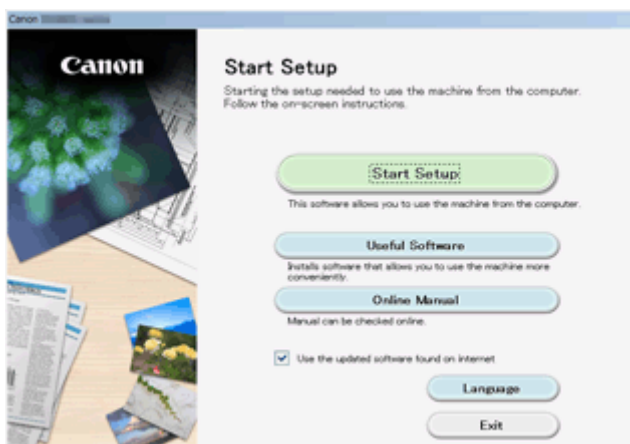 Canon
Canon
Start Setup
Starting the setup needed to use the machine from the computer.
Follow the on-screen instructions.
Start Setup
This software allows you to use the machine from the computer.
Useful Software
Installs software that allows you to use the machine more
conveniently.
Online Manual
Manual can be checked online.
Use the updated software found on internet
Language
Exit